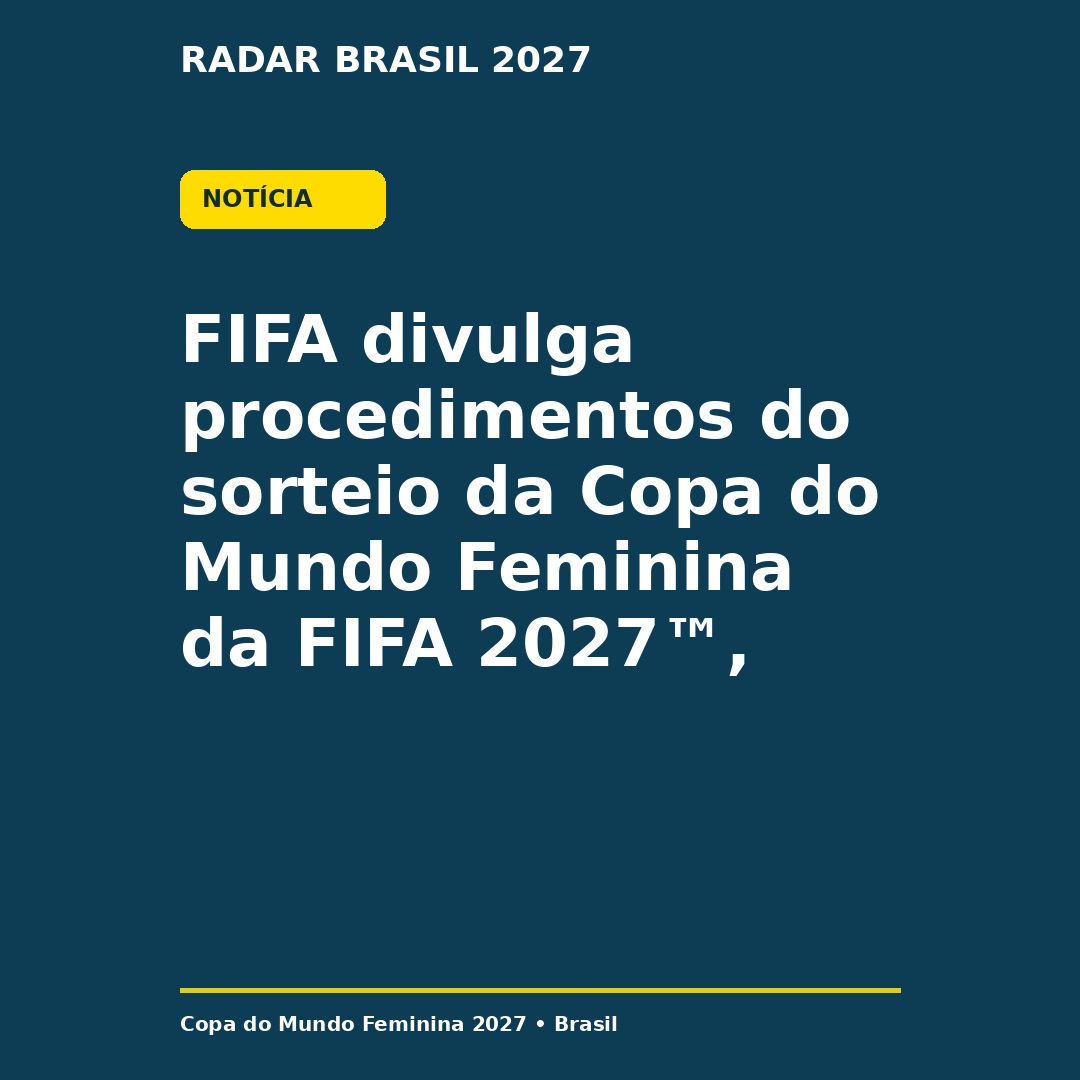 RADAR BRASIL 2027
NOTÍCIA
FIFA divulga
procedimentos do
sorteio da Copa do
Mundo Feminina
da FIFA 2027™,
Copa do Mundo Feminina 2027 • Brasil